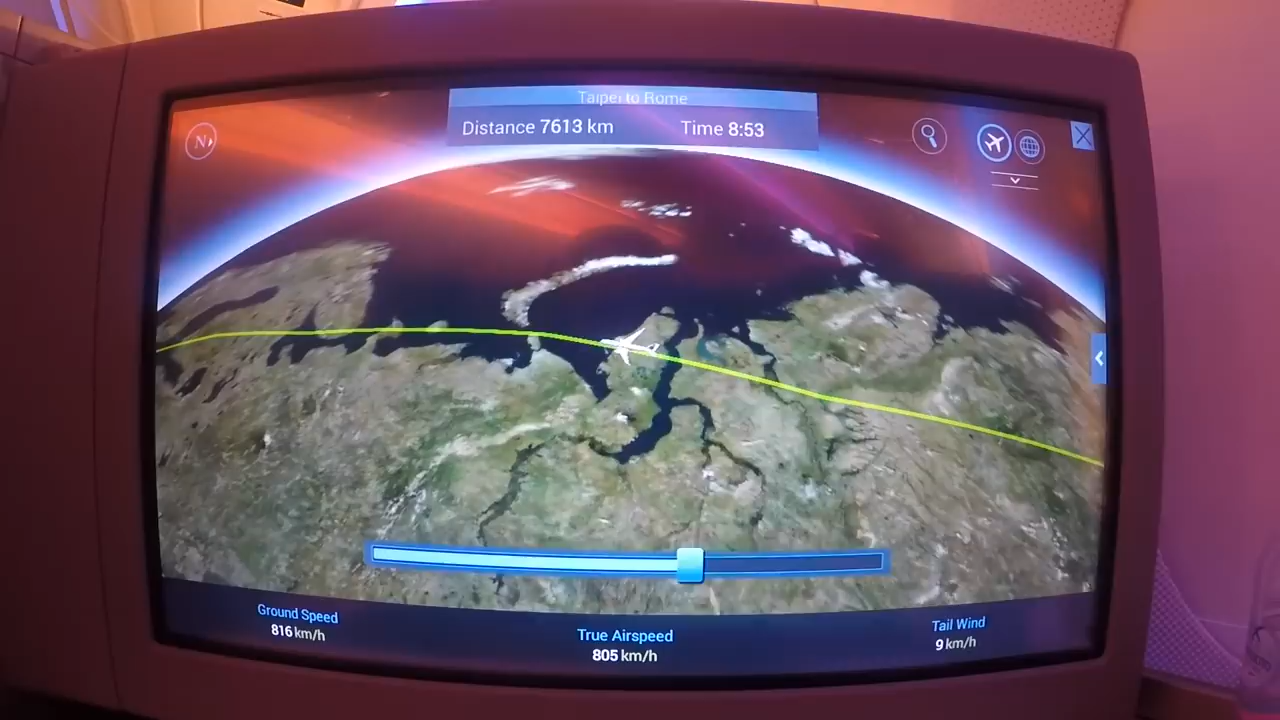 Taipei to Rome
Distance 7613 km Time 8:53
N
Ground Speed
816 km/h
True Airspeed
805 km/h
Tail Wind
9 km/h